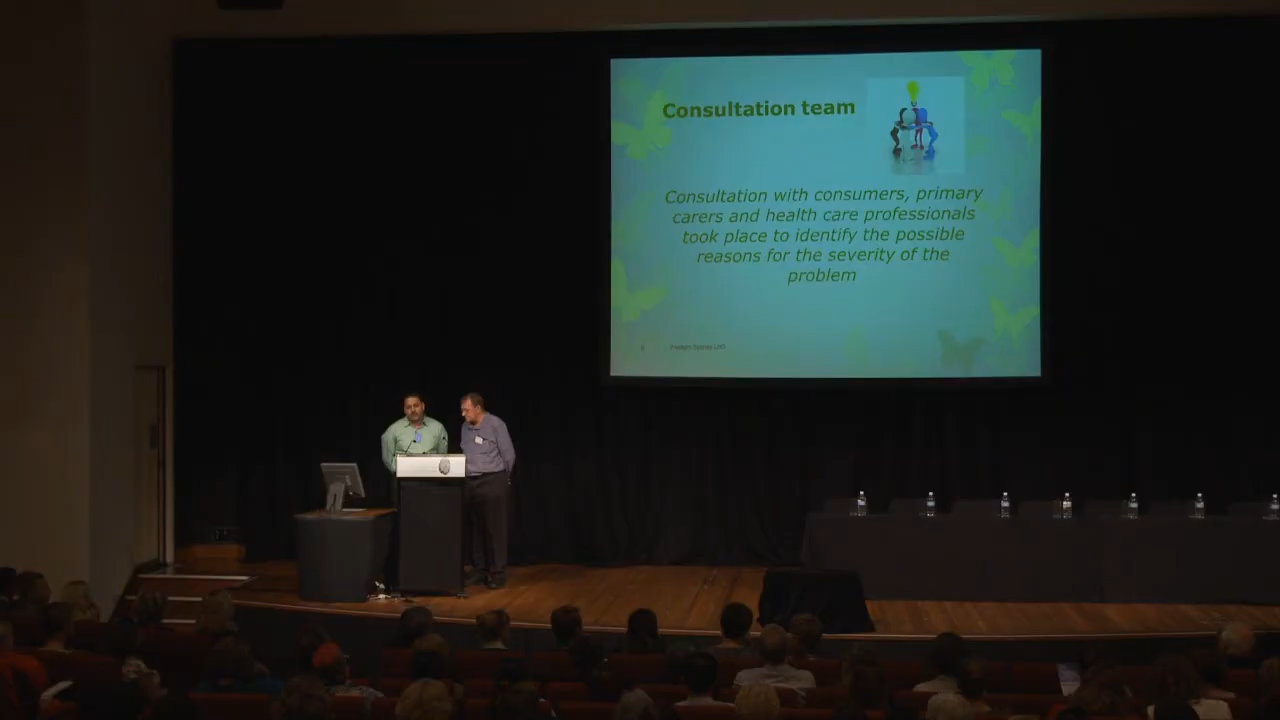 Consultation team
Consultation with consumers, primary
carers and health care professionals
took place to identify the possible
reasons for the severity of the
problem